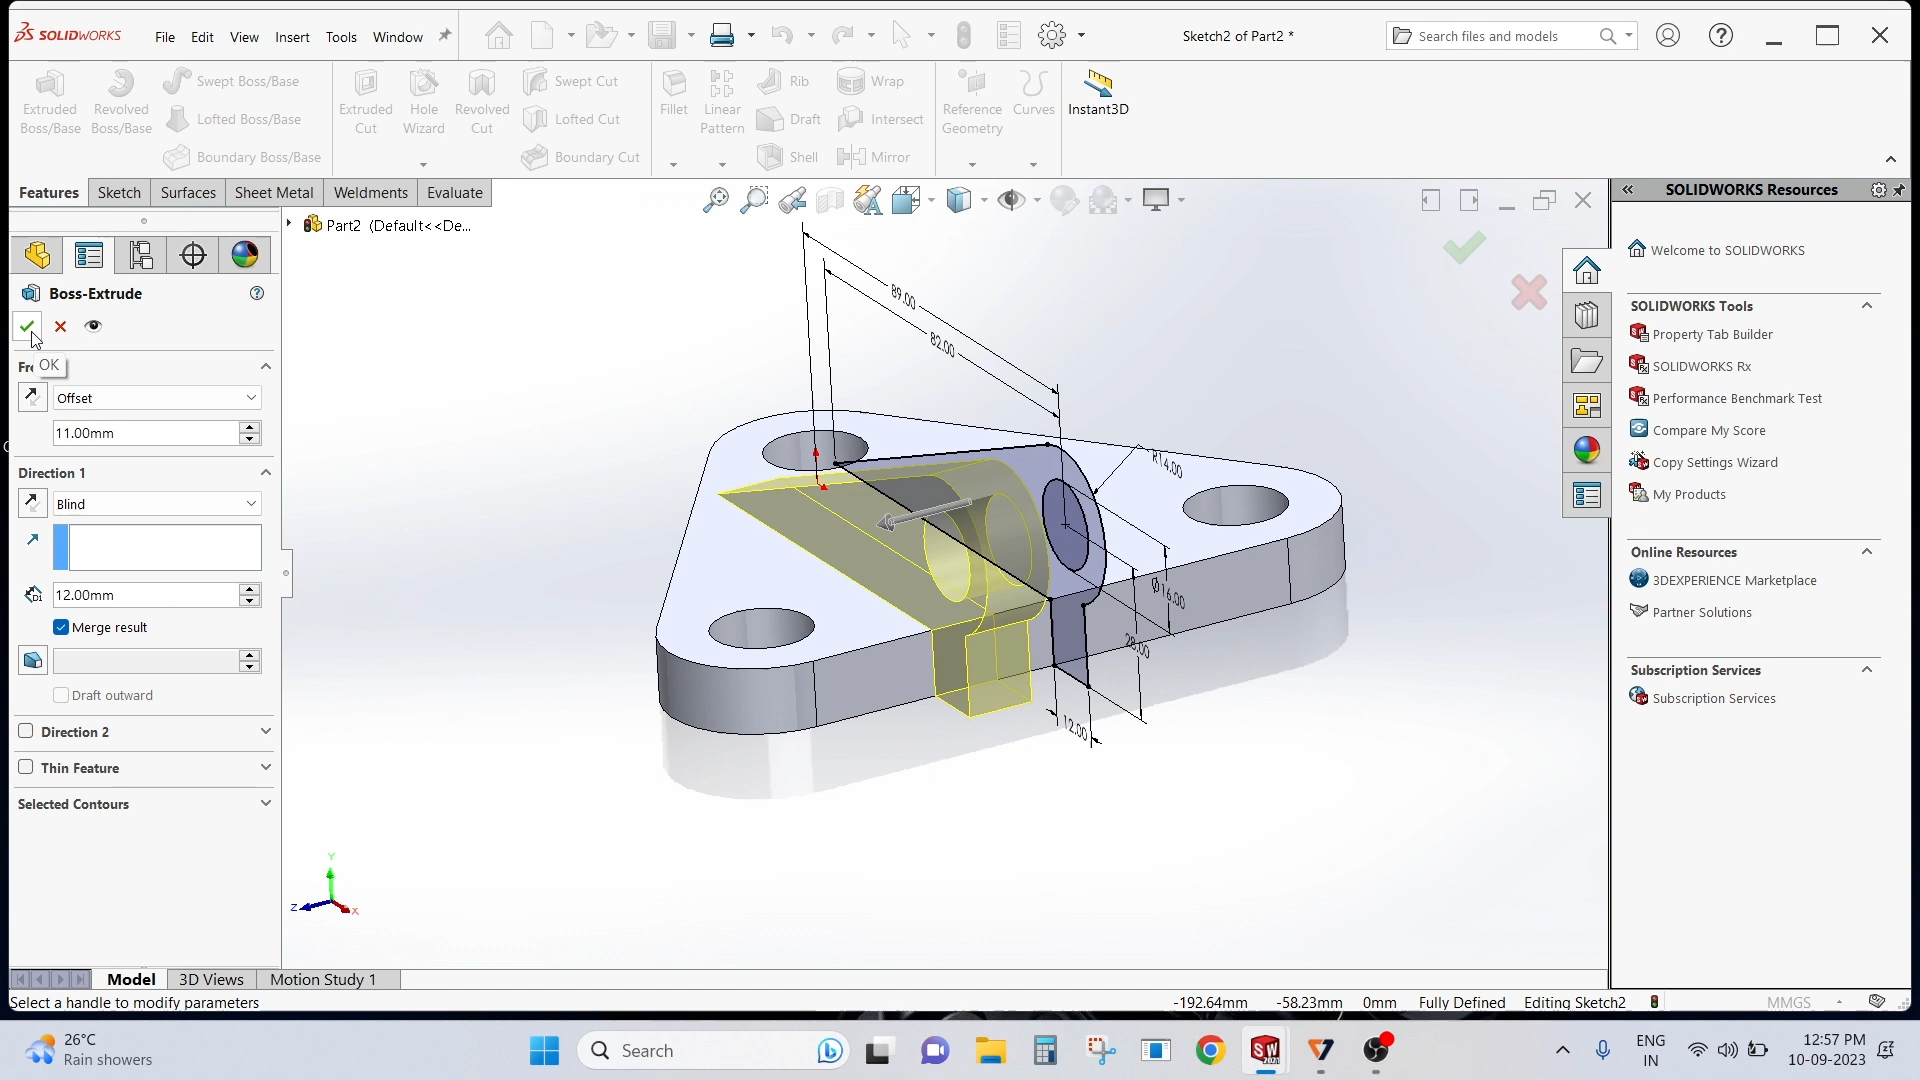 SOLIDWORKS
File Edit View Insert Tools Window
Sketch2 of Part2 *
Search files and models
Extruded Boss/Base
Revolved Boss/Base
Swept Boss/Base
Lofted Boss/Base
Boundary Boss/Base
Extruded Cut
Hole Wizard
Revolved Cut
Swept Cut
Lofted Cut
Boundary Cut
Fillet
Linear Pattern
Rib
Draft
Shell
Wrap
Intersect
Mirror
Reference Geometry
Curves
Instant3D
Features Sketch Surfaces Sheet Metal Weldments Evaluate
Part2 (Default<<De...
Boss-Extrude
OK
Fr
Offset
11.00mm
Direction 1
Blind
12.00mm
Merge result
Draft outward
Direction 2
Thin Feature
Selected Contours
89.00
82.00
R14.00
Ø16.00
28.00
12.00
Y
Z
X
SOLIDWORKS Resources
Welcome to SOLIDWORKS
SOLIDWORKS Tools
Property Tab Builder
SOLIDWORKS Rx
Performance Benchmark Test
Compare My Score
Copy Settings Wizard
My Products
Online Resources
3DEXPERIENCE Marketplace
Partner Solutions
Subscription Services
Subscription Services
Model 3D Views Motion Study 1
Select a handle to modify parameters
-192.64mm -58.23mm 0mm Fully Defined Editing Sketch2 MMGS
26°C
Rain showers
Search
ENG
IN
12:57 PM
10-09-2023